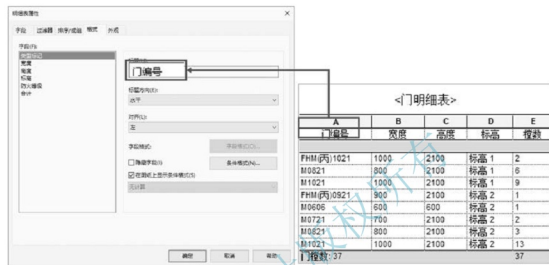 明细表属性
字段 过滤器 排序/成组 格式 外观
字段(F):
宽度
高度
标高
防火等级
合计
标题(H):
门编号
标题方向(O):
水平
对齐(L):
左
字段格式:
字段格式(O)...
隐藏字段(I)
条件格式(N)...
在图纸上显示条件格式(S)
无计算
确定 取消 帮助
<门明细表>
A B C D E
门编号 宽度 高度 标高 樘数
FHM(丙)1021 1000 2100 标高 1 2
M0821 800 2100 标高 1 6
M1021 1000 2100 标高 1 9
FHM(丙)0921 900 2100 标高 2 1
M0606 600 600 标高 2 1
M0721 700 2100 标高 2 2
M0821 800 2100 标高 2 3
M1021 1000 2100 标高 2 13
门樘数: 37 37
版权所有